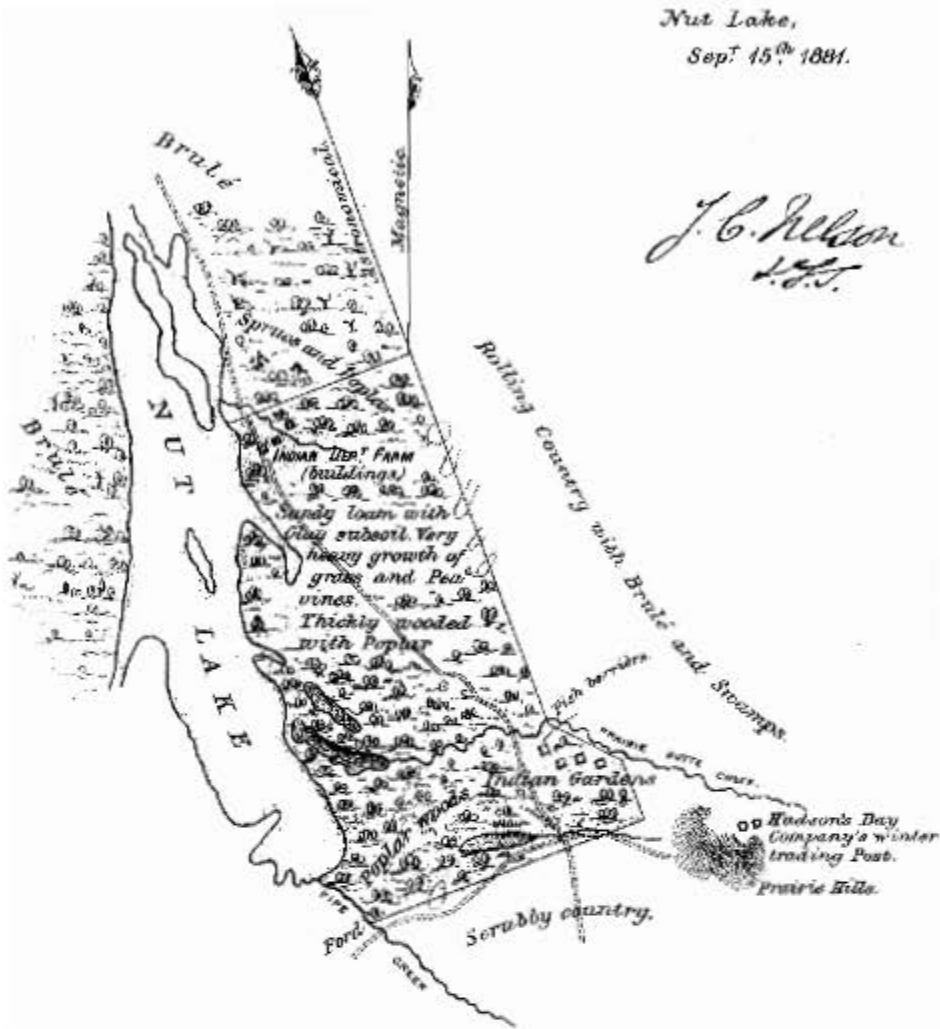 Nut Lake,
Sept 15th 1881.
J. C. Nelson
D.L.S.
Brulé
Astronomical.
Magnetic.
Spruce and Poplar
Brulé
NUT LAKE
INDIAN DEPT FARM
(buildings)
Sandy loam with
Clay subsoil. Very
heavy growth of
grass and Pea
vines.
Thickly wooded
with Poplar
Rolling Country with Brulé and Swamps.
Fish barriers.
PRAIRIE BUTTE CREEK.
Indian Gardens
Hudson's Bay
Company's winter
trading Post.
Prairie Hills.
Poplar woods
Scrubby country.
Ford
PIPE
CREEK